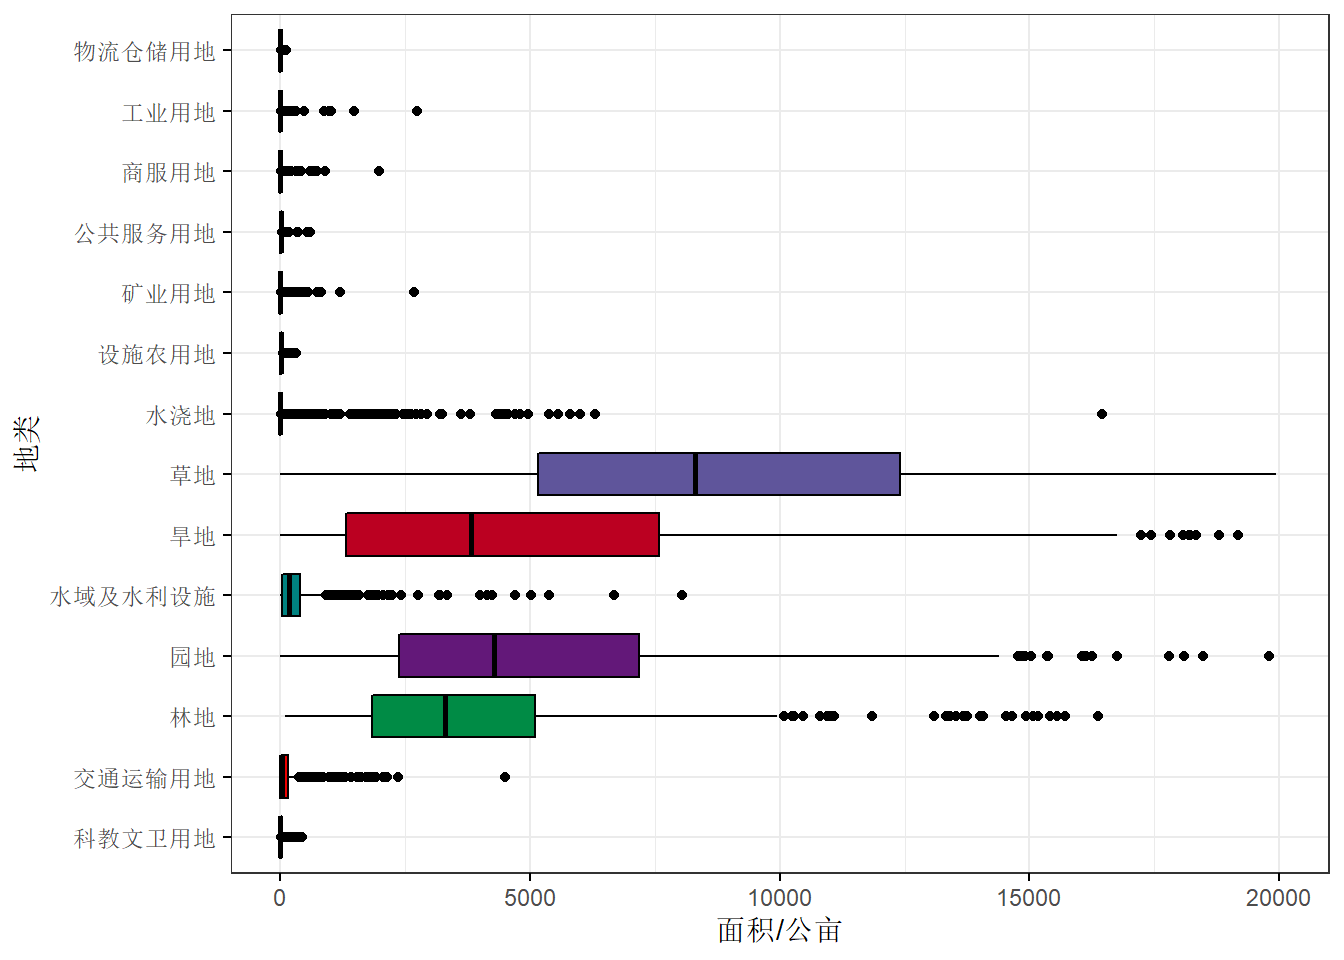 物流仓储用地
工业用地
商服用地
公共服务用地
矿业用地
设施农用地
水浇地
草地
旱地
水域及水利设施
园地
林地
交通运输用地
科教文卫用地
地类
0 5000 10000 15000 20000
面积/公亩